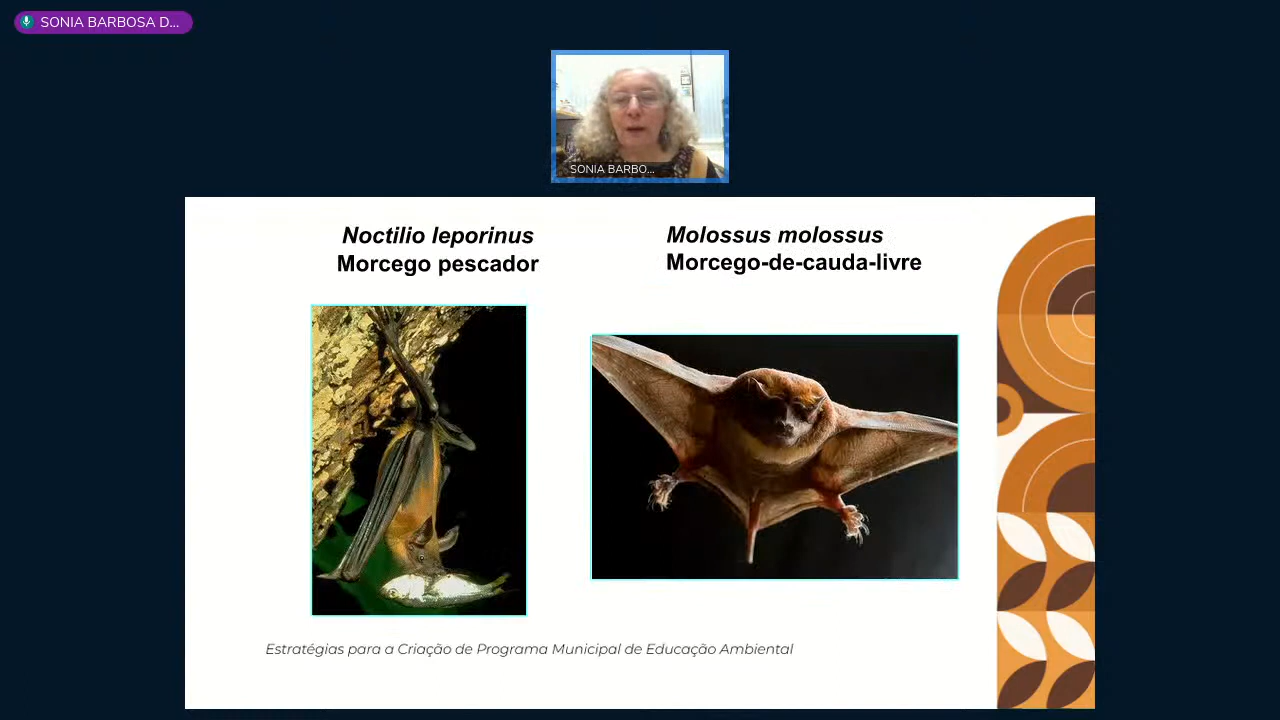 SONIA BARBOSA D...
SONIA BARBO...
Noctilio leporinus
Morcego pescador
Molossus molossus
Morcego-de-cauda-livre
Estratégias para a Criação de Programa Municipal de Educação Ambiental